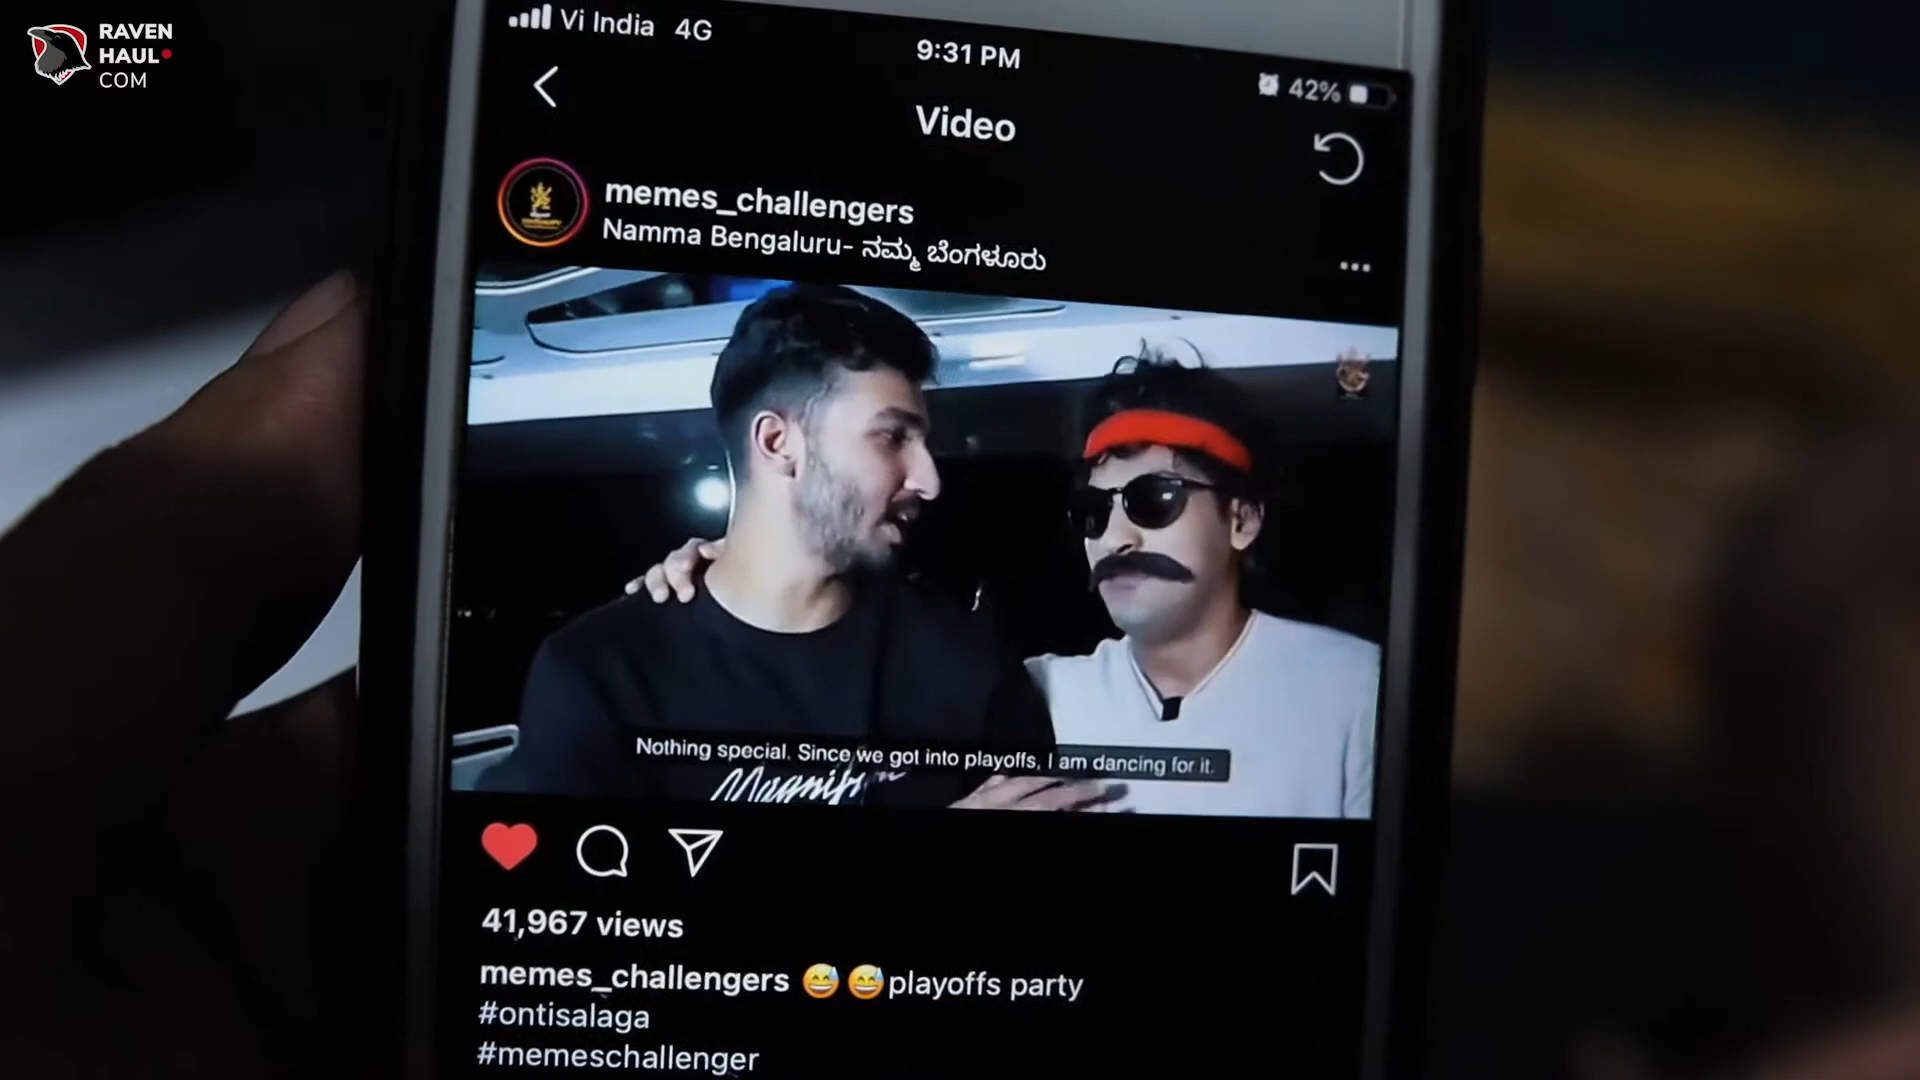 RAVEN
HAUL
COM
Vi India 4G
9:31 PM
42%
Video
memes_challengers
Namma Bengaluru- ನಮ್ಮ ಬೆಂಗಳೂರು
Nothing special. Since we got into playoffs, I am dancing for it.
41,967 views
memes_challengers 😅 😅playoffs party
#ontisalaga
#memeschallenger